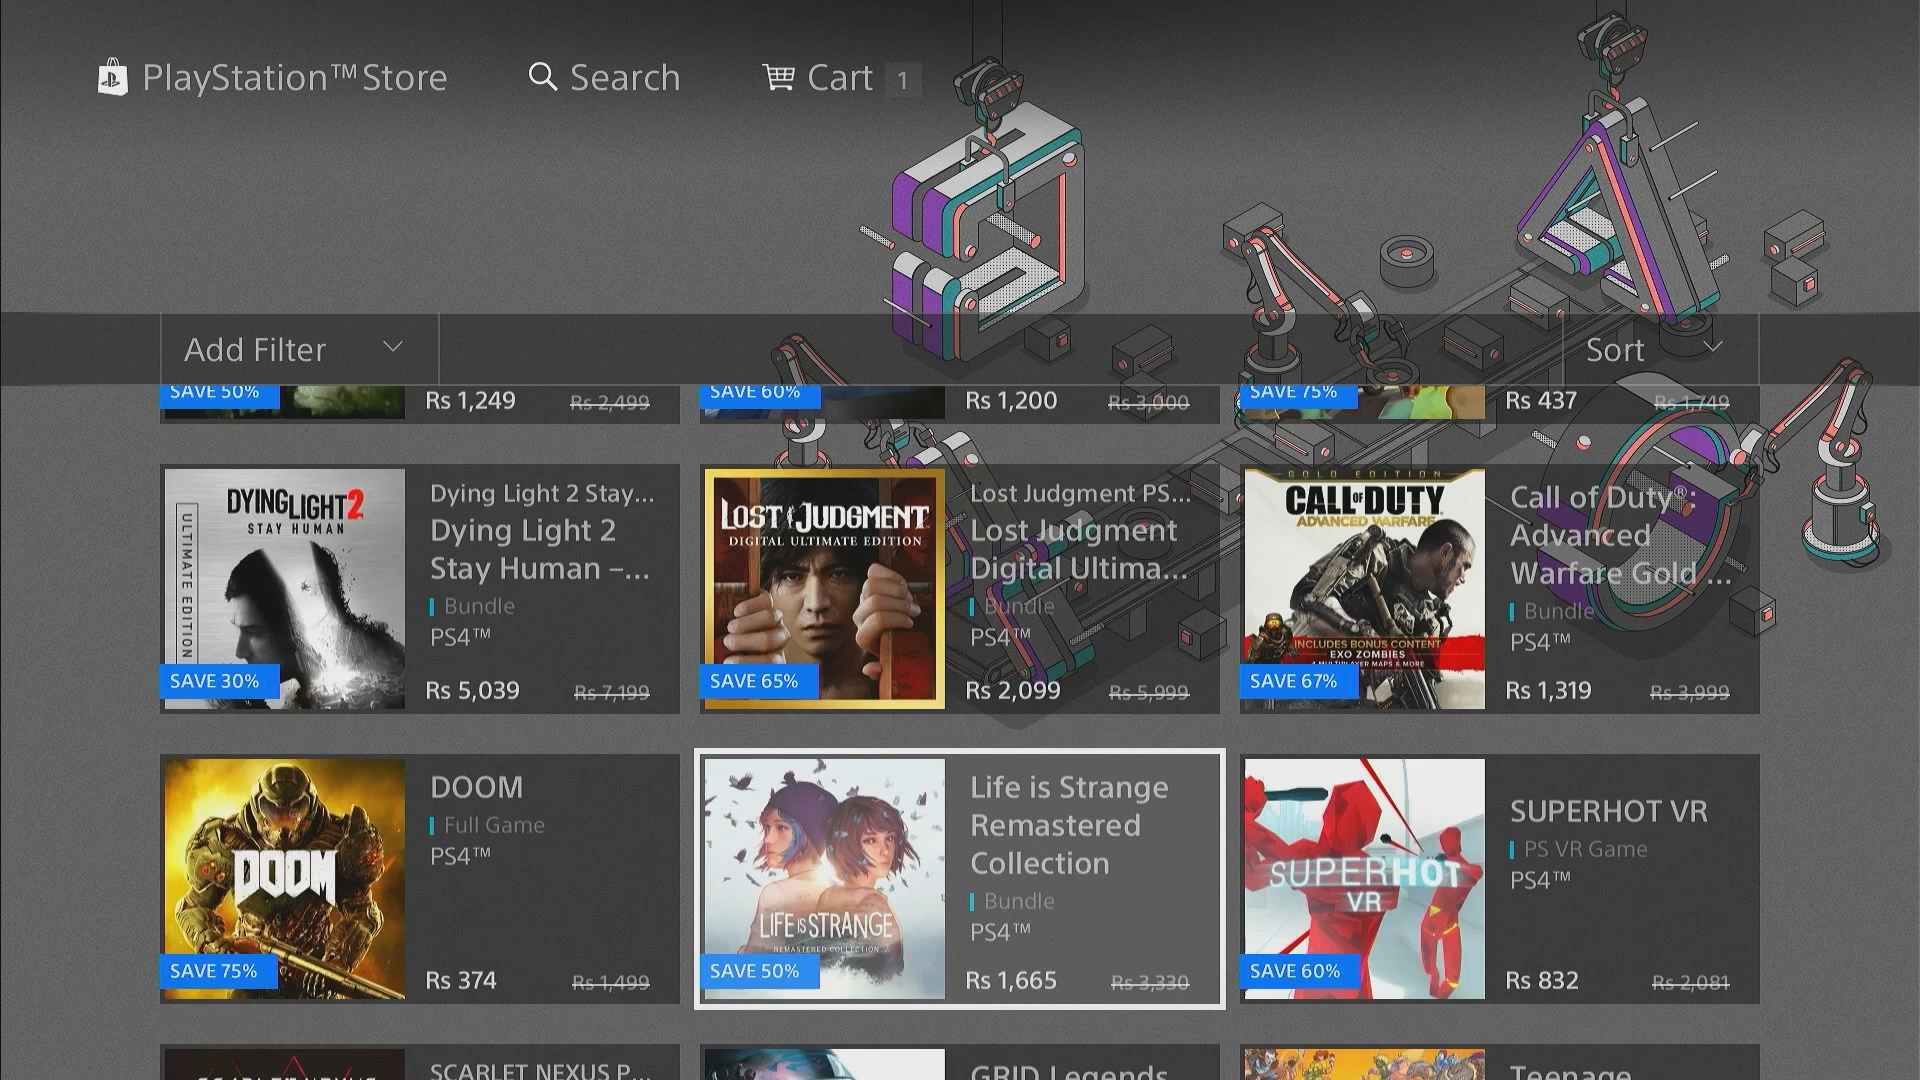 PlayStation™Store
Search
Cart 1
Add Filter
Sort
SAVE 50%
Rs 1,249
Rs 2,499
SAVE 60%
Rs 1,200
Rs 3,000
SAVE 75%
Rs 437
Rs 1,749
DYING LIGHT 2
STAY HUMAN
ULTIMATE EDITION
SAVE 30%
Dying Light 2 Stay...
Dying Light 2
Stay Human –...
Bundle
PS4™
Rs 5,039
Rs 7,199
LOST JUDGMENT
DIGITAL ULTIMATE EDITION
SAVE 65%
Lost Judgment PS...
Lost Judgment
Digital Ultima...
Bundle
PS4™
Rs 2,099
Rs 5,999
GOLD EDITION
CALL OF DUTY
ADVANCED WARFARE
INCLUDES BONUS CONTENT
EXO ZOMBIES
4 MULTIPLAYER MAPS & MORE
SAVE 67%
Call of Duty®:
Advanced
Warfare Gold ...
Bundle
PS4™
Rs 1,319
Rs 3,999
DOOM
SAVE 75%
DOOM
Full Game
PS4™
Rs 374
Rs 1,499
LIFE IS STRANGE
REMASTERED COLLECTION
SAVE 50%
Life is Strange
Remastered
Collection
Bundle
PS4™
Rs 1,665
Rs 3,330
SUPERHOT
VR
SAVE 60%
SUPERHOT VR
PS VR Game
PS4™
Rs 832
Rs 2,081
SCARLET NEXUS P...
GRID Legends
Teenage